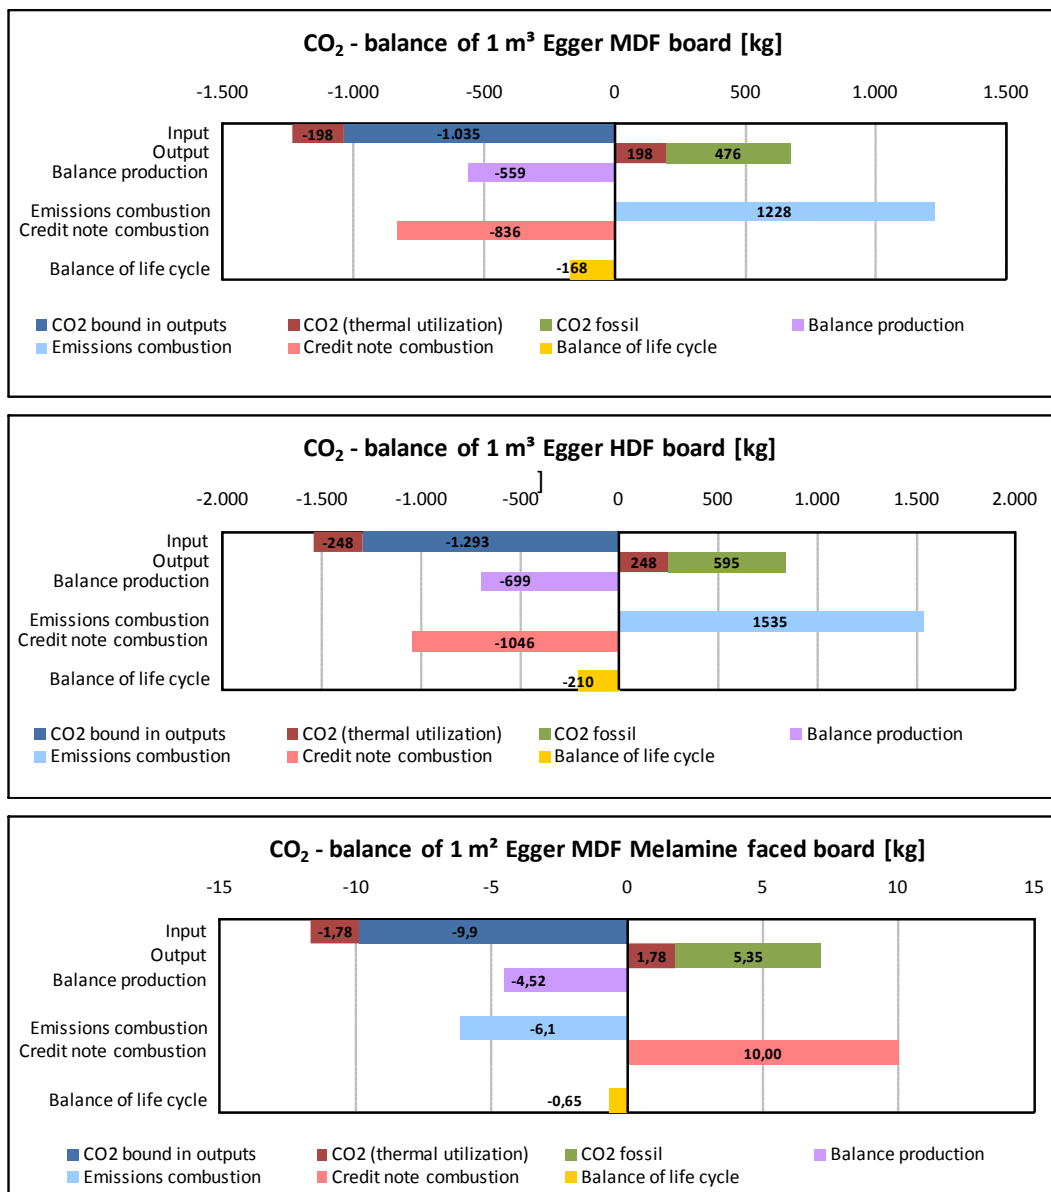 CO₂ - balance of 1 m³ Egger MDF board [kg]
-1.500 -1.000 -500 0 500 1.000 1.500
Input -198 -1.035
Output 198 476
Balance production -559
Emissions combustion 1228
Credit note combustion -836
Balance of life cycle -168
CO2 bound in outputs CO2 (thermal utilization) CO2 fossil Balance production
Emissions combustion Credit note combustion Balance of life cycle
CO₂ - balance of 1 m³ Egger HDF board [kg]
]
-2.000 -1.500 -1.000 -500 0 500 1.000 1.500 2.000
Input -248 -1.293
Output 248 595
Balance production -699
Emissions combustion 1535
Credit note combustion -1046
Balance of life cycle -210
CO2 bound in outputs CO2 (thermal utilization) CO2 fossil Balance production
Emissions combustion Credit note combustion Balance of life cycle
CO₂ - balance of 1 m² Egger MDF Melamine faced board [kg]
-15 -10 -5 0 5 10 15
Input -1,78 -9,9
Output 1,78 5,35
Balance production -4,52
Emissions combustion -6,1
Credit note combustion 10,00
Balance of life cycle -0,65
CO2 bound in outputs CO2 (thermal utilization) CO2 fossil Balance production
Emissions combustion Credit note combustion Balance of life cycle